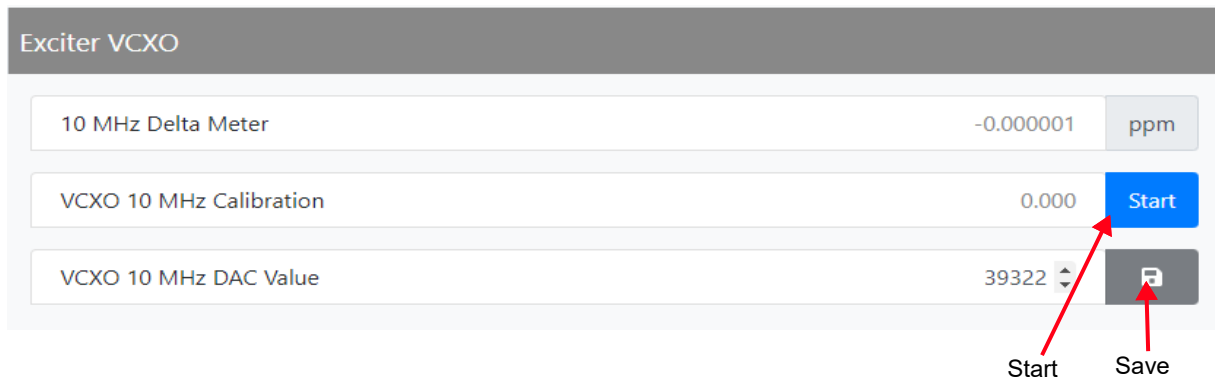 Exciter VCXO
10 MHz Delta Meter -0.000001 ppm
VCXO 10 MHz Calibration 0.000 Start
VCXO 10 MHz DAC Value 39322
Start Save